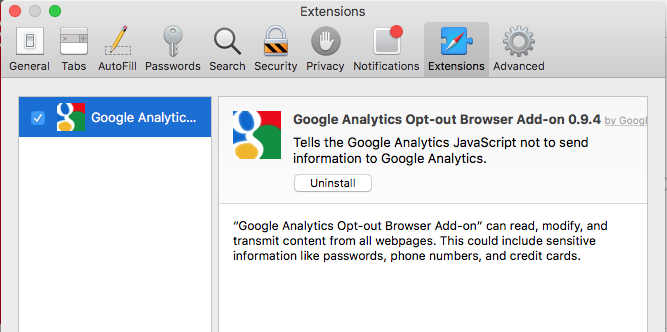 Extensions
General Tabs AutoFill Passwords Search Security Privacy Notifications Extensions Advanced
Google Analytic...
Google Analytics Opt-out Browser Add-on 0.9.4 by Googl
Tells the Google Analytics JavaScript not to send
information to Google Analytics.
Uninstall
“Google Analytics Opt-out Browser Add-on” can read, modify, and
transmit content from all webpages. This could include sensitive
information like passwords, phone numbers, and credit cards.